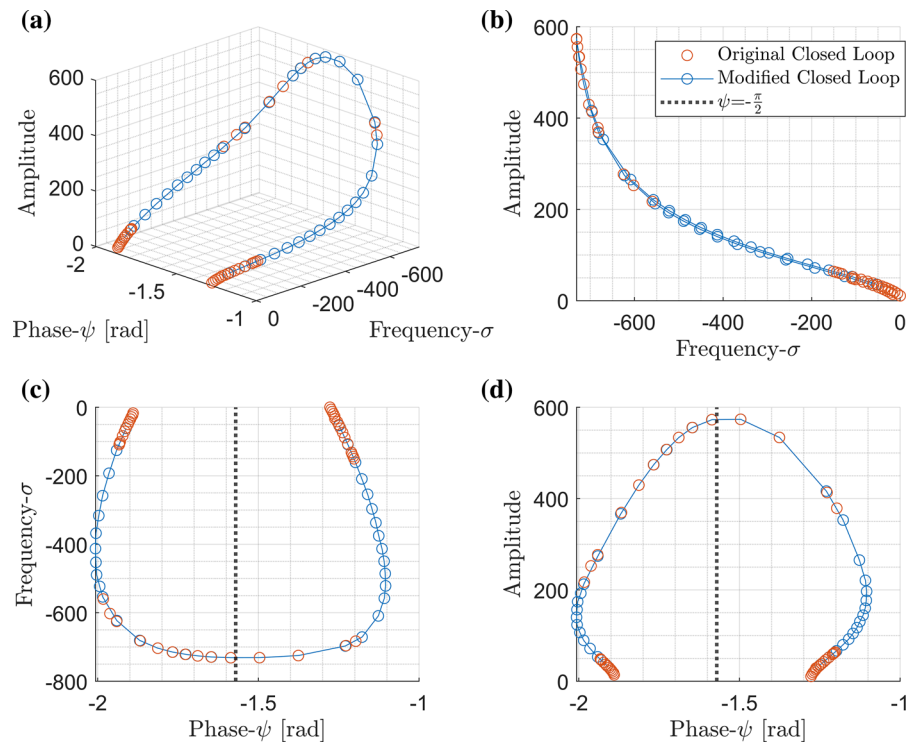 (a)
600
400
200
0
Amplitude
-2
-1.5
-1
Phase-ψ [rad]
0
-200
-400
-600
Frequency-σ
(b)
600
400
200
0
Amplitude
-600
-400
-200
0
Frequency-σ
Original Closed Loop
Modified Closed Loop
ψ=-π/2
(c)
0
-200
-400
-600
-800
Frequency-σ
-2
-1.5
-1
Phase-ψ [rad]
(d)
600
400
200
0
Amplitude
-2
-1.5
-1
Phase-ψ [rad]